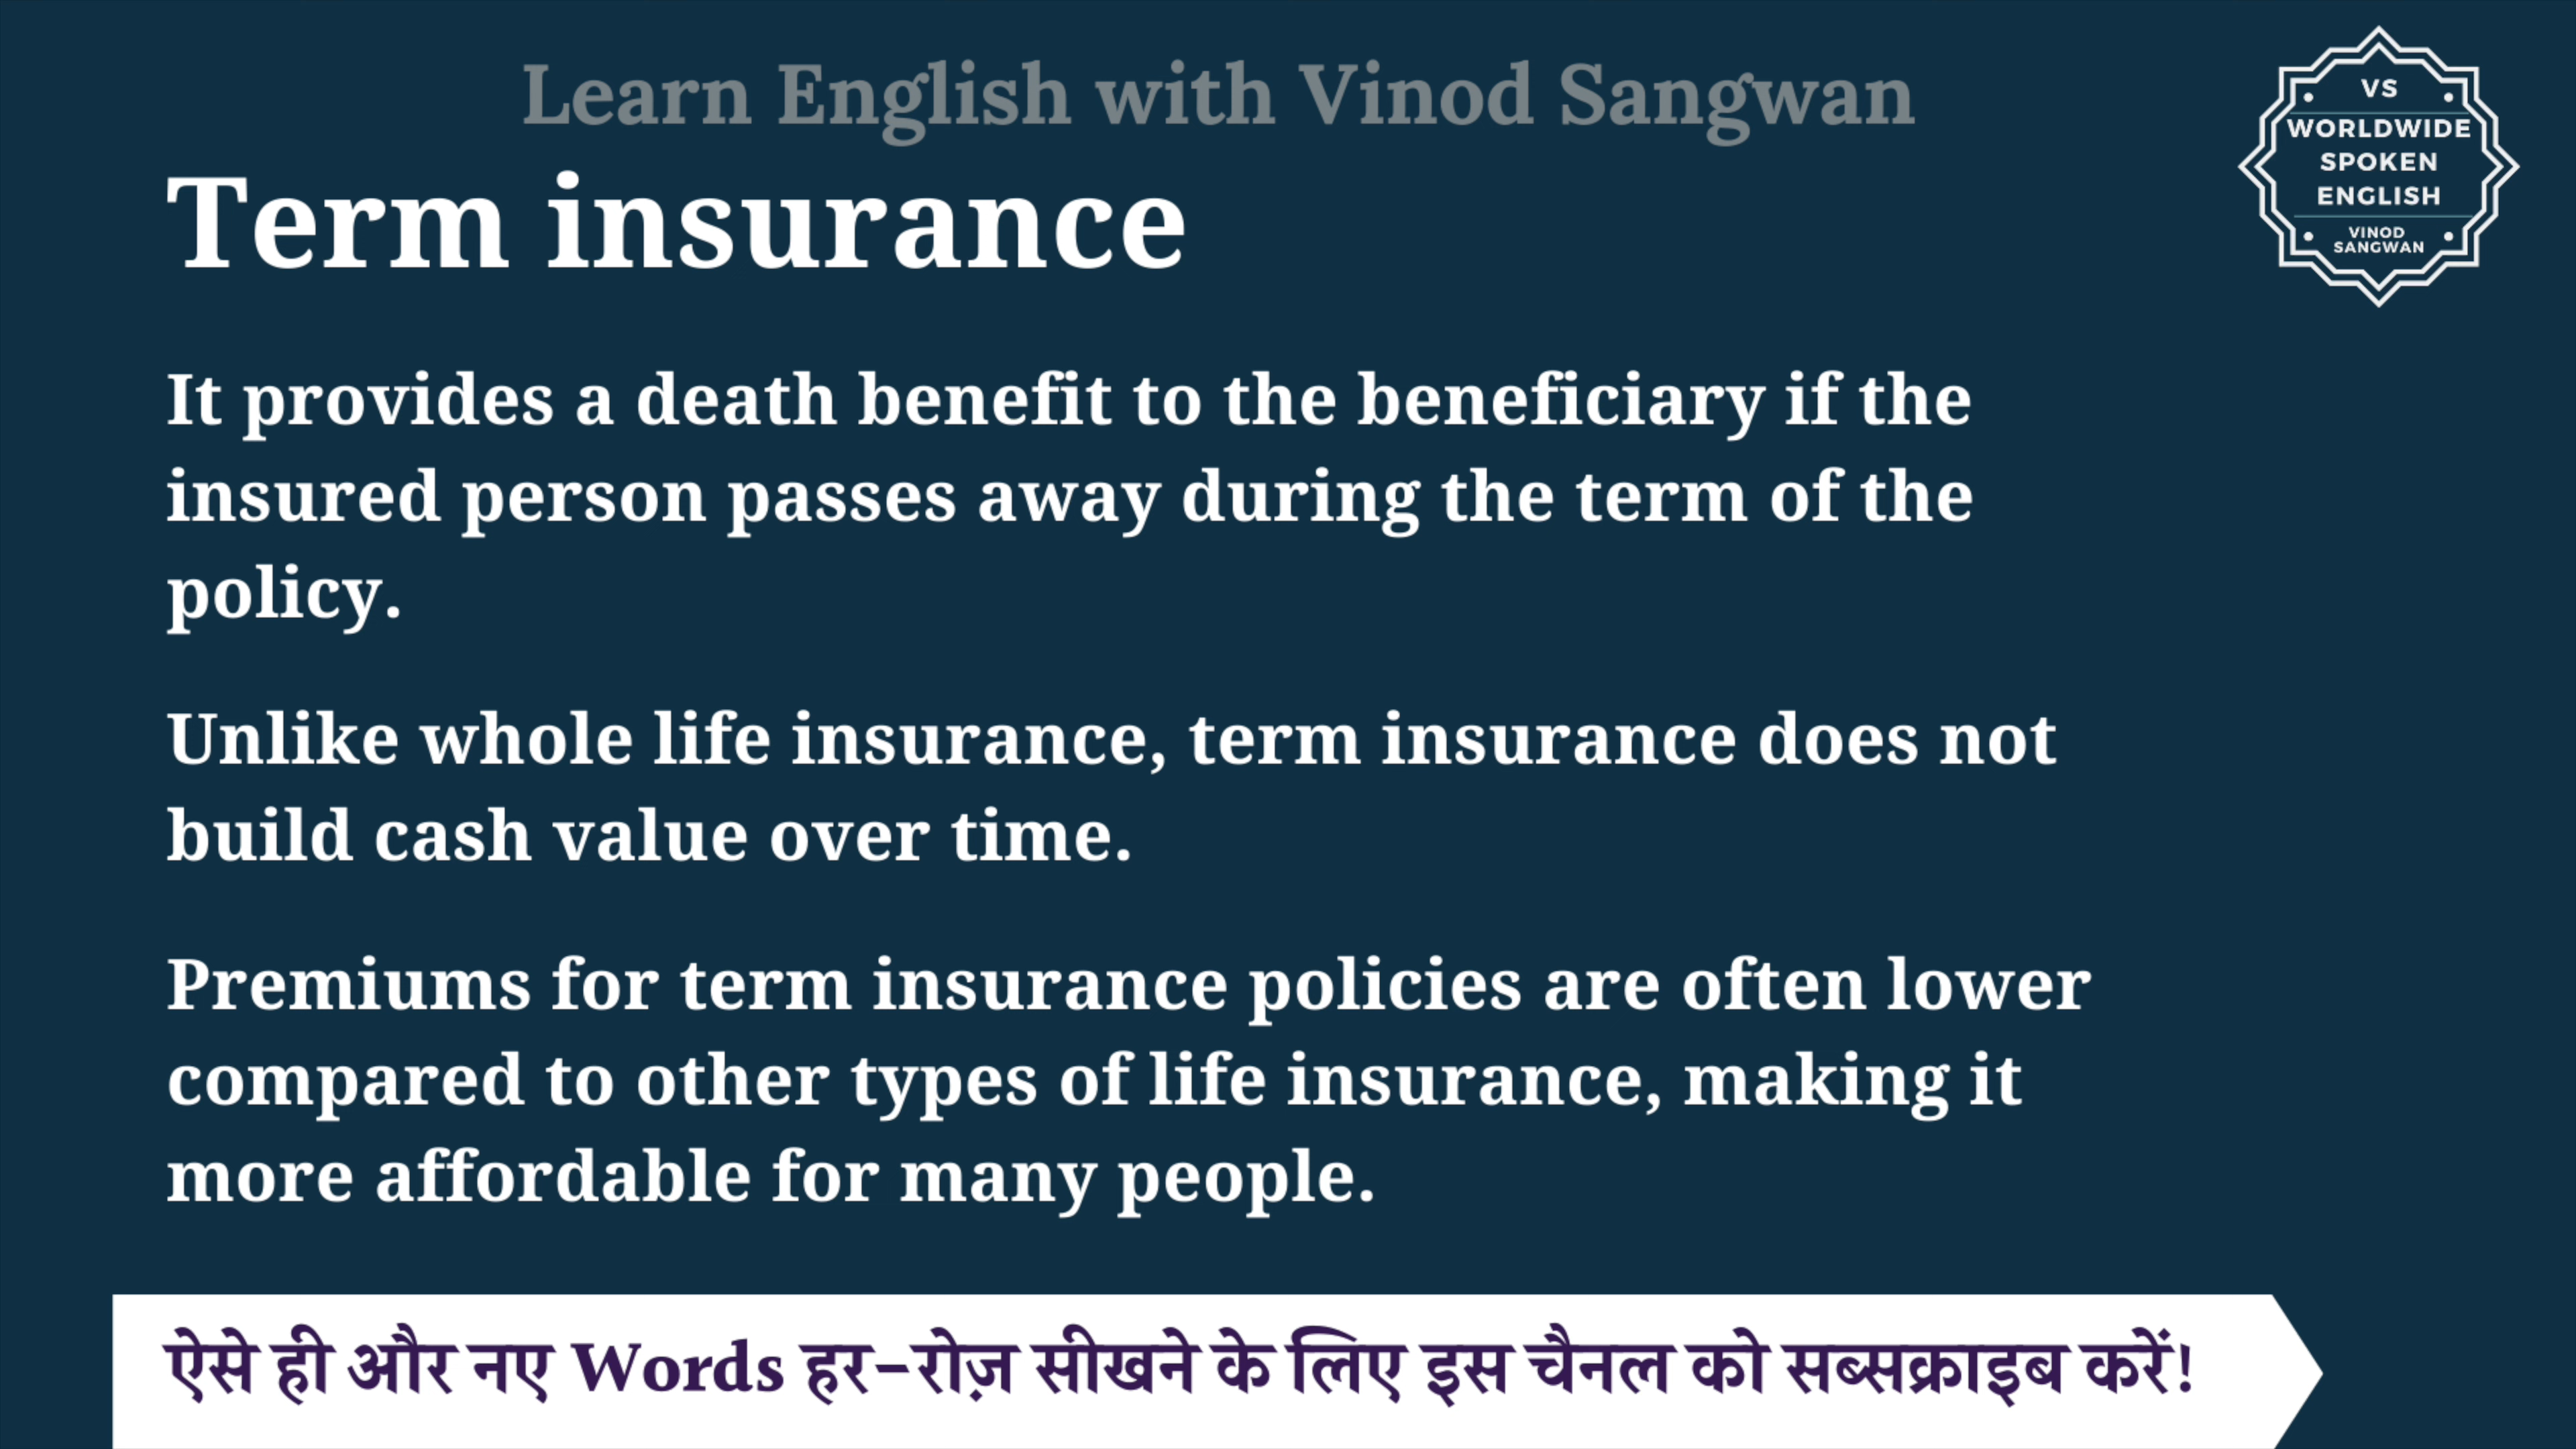 Learn English with Vinod Sangwan
VS
WORLDWIDE
SPOKEN
ENGLISH
VINOD
SANGWAN
Term insurance
It provides a death benefit to the beneficiary if the
insured person passes away during the term of the
policy.
Unlike whole life insurance, term insurance does not
build cash value over time.
Premiums for term insurance policies are often lower
compared to other types of life insurance, making it
more affordable for many people.
ऐसे ही और नए Words हर-रोज़ सीखने के लिए इस चैनल को सब्सक्राइब करें!